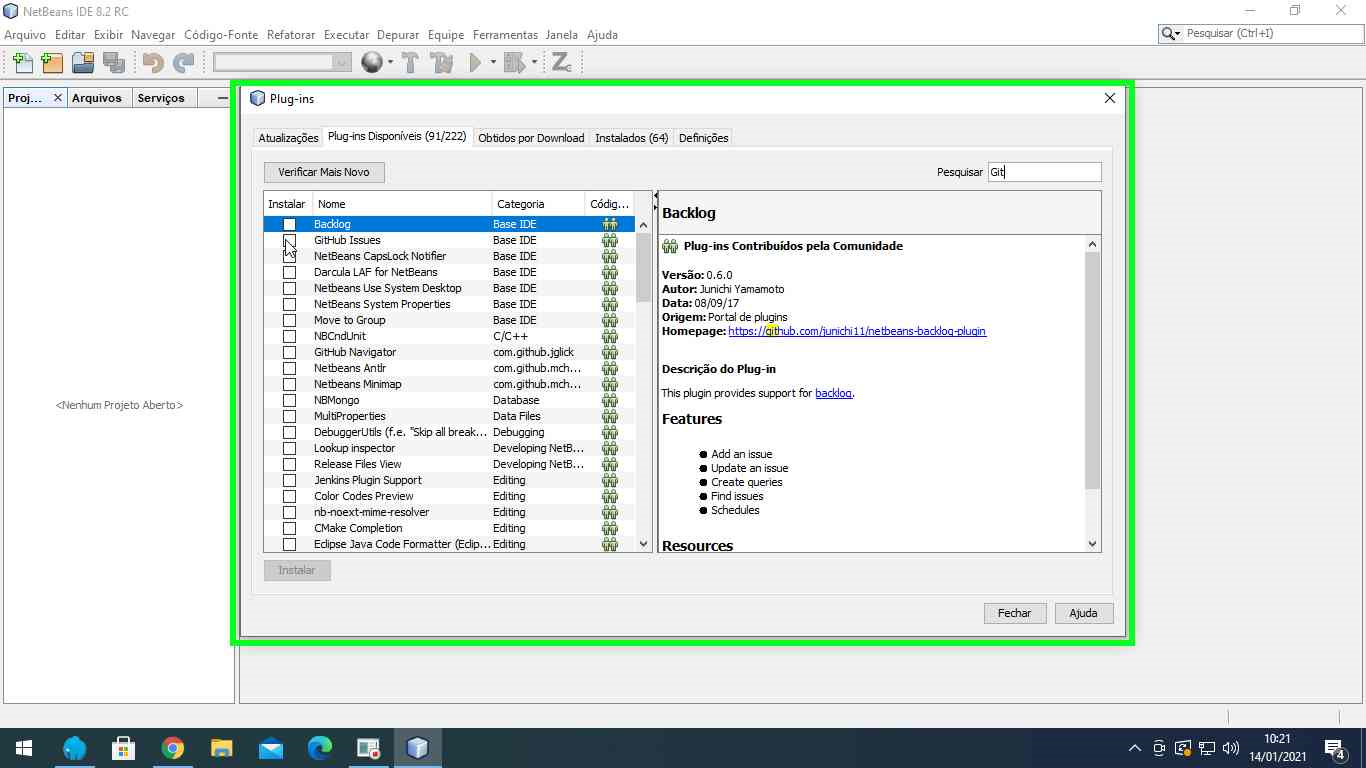 NetBeans IDE 8.2 RC
Arquivo Editar Exibir Navegar Código-Fonte Refatorar Executar Depurar Equipe Ferramentas Janela Ajuda
Pesquisar (Ctrl+I)
Proj... Arquivos Serviços
<Nenhum Projeto Aberto>
Plug-ins
Atualizações Plug-ins Disponíveis (91/222) Obtidos por Download Instalados (64) Definições
Verificar Mais Novo
Pesquisar Git
Instalar Nome Categoria Códig...
Backlog Base IDE
GitHub Issues Base IDE
NetBeans CapsLock Notifier Base IDE
Darcula LAF for NetBeans Base IDE
NetBeans Use System Desktop Base IDE
NetBeans System Properties Base IDE
Move to Group Base IDE
NBCndUnit C/C++
GitHub Navigator com.github.jglick
Netbeans Antlr com.github.mch...
Netbeans Minimap com.github.mch...
NBMongo Database
MultiProperties Data Files
DebuggerUtils (f.e. "Skip all break... Debugging
Lookup inspector Developing NetB...
Release Files View Developing NetB...
Jenkins Plugin Support Editing
Color Codes Preview Editing
nb-noext-mime-resolver Editing
CMake Completion Editing
Eclipse Java Code Formatter (Eclip... Editing
Backlog
Plug-ins Contribuídos pela Comunidade
Versão: 0.6.0
Autor: Junichi Yamamoto
Data: 08/09/17
Origem: Portal de plugins
Homepage: https://github.com/junichi11/netbeans-backlog-plugin
Descrição do Plug-in
This plugin provides support for backlog.
Features
● Add an issue
● Update an issue
● Create queries
● Find issues
● Schedules
Resources
Instalar
Fechar Ajuda
10:21
14/01/2021
4